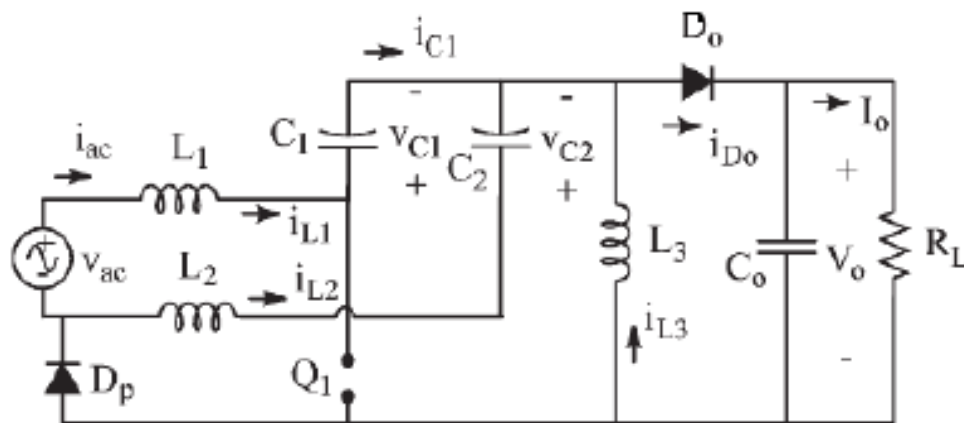 D_o
i_C1
-
-
I_o
C_1
v_C1
C_2
v_C2
i_Do
i_ac
L_1
+
+
+
i_L1
L_3
R_L
v_ac
L_2
i_L2
C_o
V_o
i_L3
D_p
Q_1
-